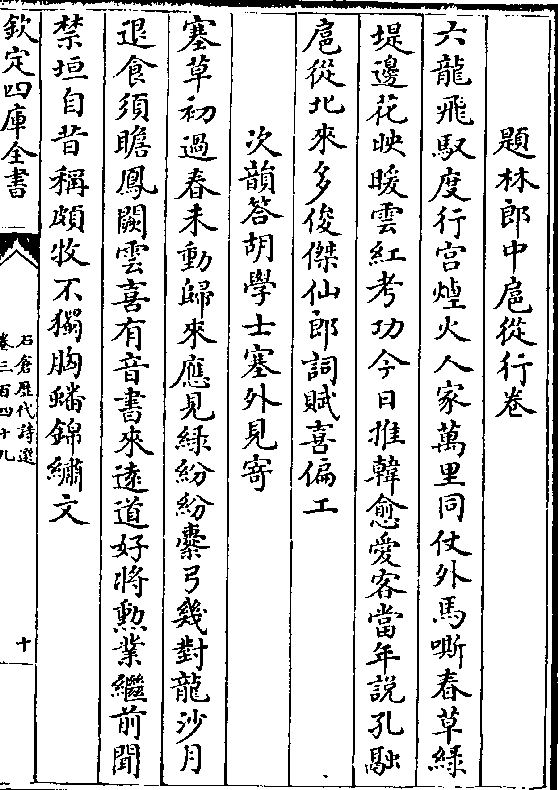 題林郎中扈從行卷
六龍飛馭度行宫煙火人家萬里同仗外馬嘶春草綠
堤邊花映暖雲紅考功今日推韓愈愛客當年説孔融
扈從北來多俊傑仙郎詞賦喜偏工
次韻答胡學士塞外見寄
塞草初過春未動歸來應見綠紛紛櫜弓幾對龍沙月
退食須瞻鳳闕雲喜有音書來遠道好將勲業繼前聞
禁垣自昔稱頗牧不獨胸蟠錦繡文
欽定四庫全書
石倉歷代詩選
卷三百四十九
十